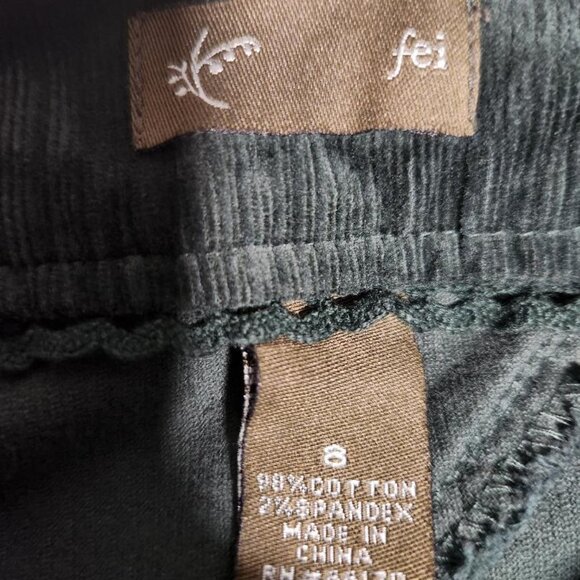 fei
8
98%COTTON
2%SPANDEX
MADE IN
CHINA